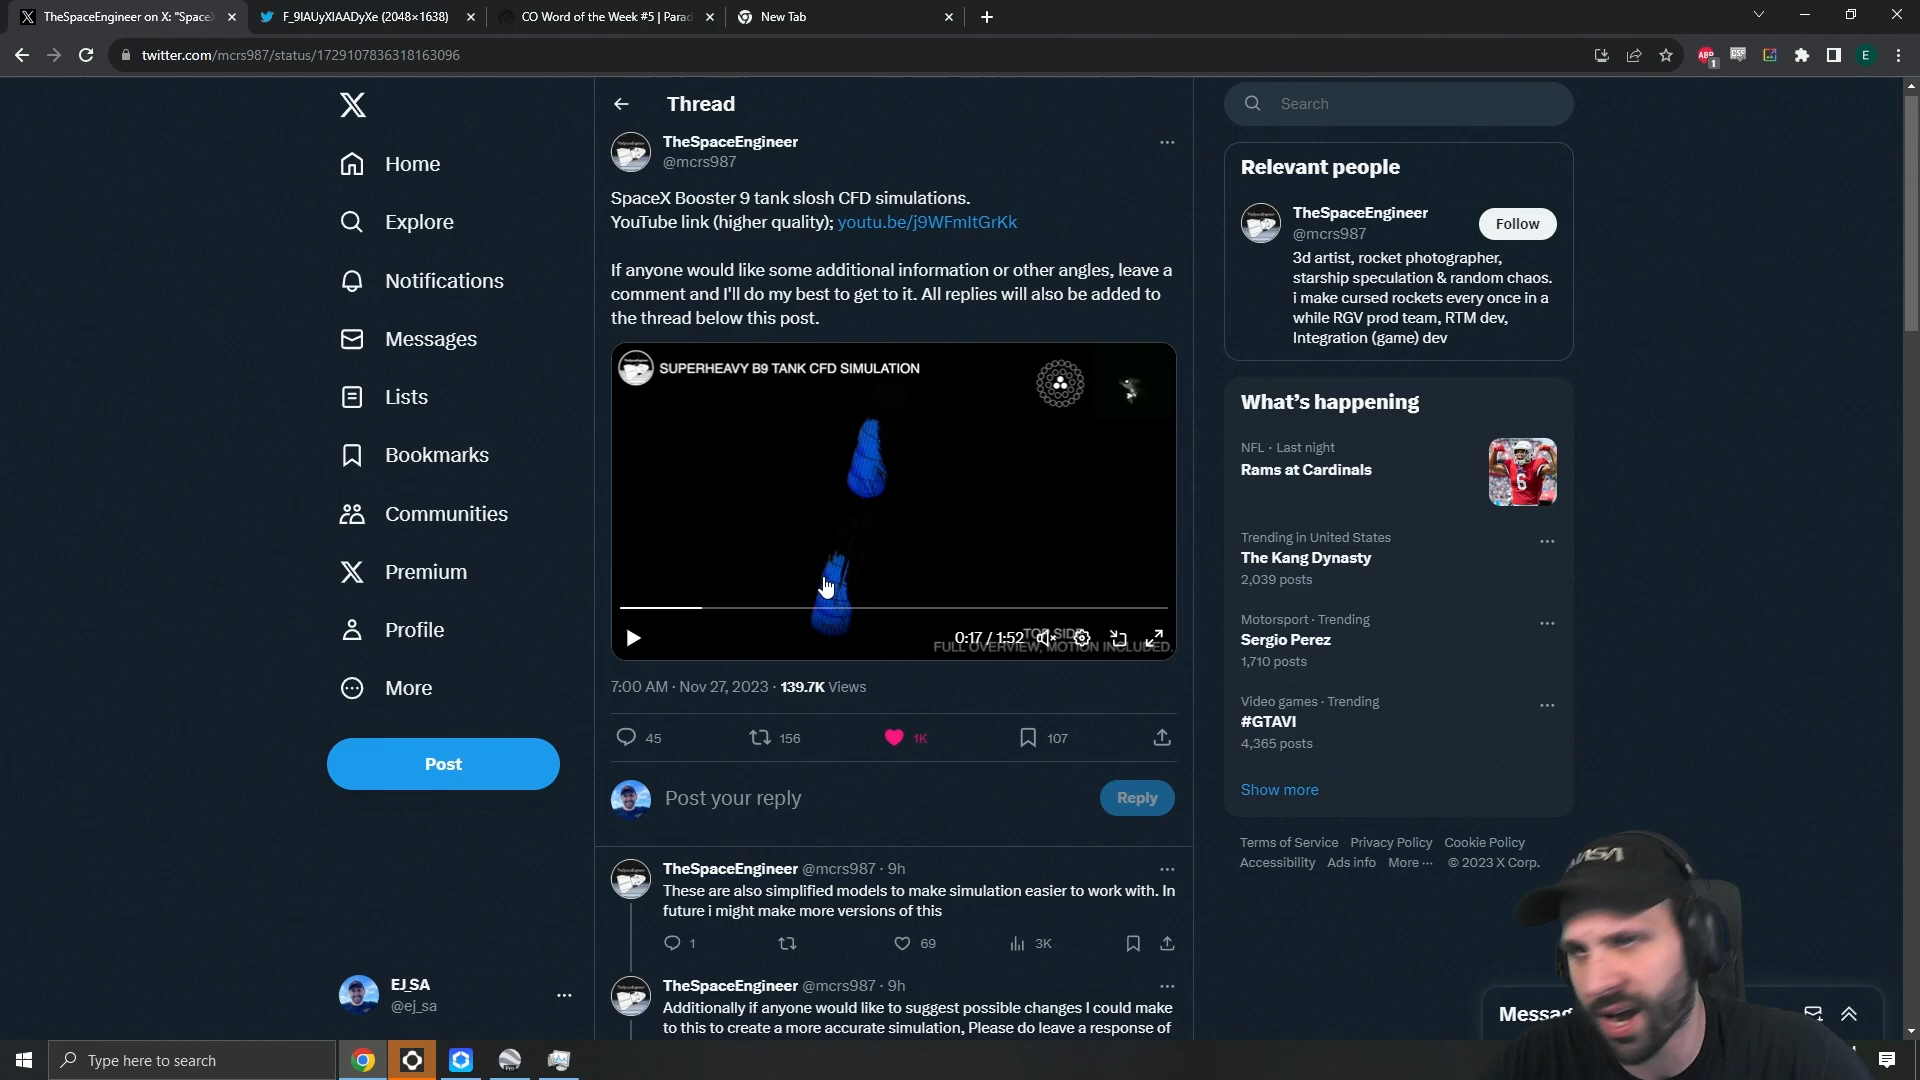 TheSpaceEngineer on X: "Space
F_9IAUyXIAADyXe (2048×1638)
CO Word of the Week #5 | Parad
New Tab
twitter.com/mcrs987/status/1729107836318163096
Home
Explore
Notifications
Messages
Lists
Bookmarks
Communities
Premium
Profile
More
Post
EJ_SA
@ej_sa
Thread
TheSpaceEngineer
@mcrs987
SpaceX Booster 9 tank slosh CFD simulations.
YouTube link (higher quality); youtu.be/j9WFmItGrKk
If anyone would like some additional information or other angles, leave a
comment and I'll do my best to get to it. All replies will also be added to
the thread below this post.
SUPERHEAVY B9 TANK CFD SIMULATION
0:17 / 1:52
TOP SIDE
FULL OVERVIEW, MOTION INCLUDED.
7:00 AM · Nov 27, 2023 · 139.7K Views
45 156 1K 107
Post your reply
Reply
TheSpaceEngineer @mcrs987 · 9h
These are also simplified models to make simulation easier to work with. In
future i might make more versions of this
1 69 3K
TheSpaceEngineer @mcrs987 · 9h
Additionally if anyone would like to suggest possible changes I could make
to this to create a more accurate simulation, Please do leave a response of
Search
Relevant people
TheSpaceEngineer
@mcrs987
Follow
3d artist, rocket photographer,
starship speculation & random chaos.
i make cursed rockets every once in a
while RGV prod team, RTM dev,
Integration (game) dev
What's happening
NFL · Last night
Rams at Cardinals
Trending in United States
The Kang Dynasty
2,039 posts
Motorsport · Trending
Sergio Perez
1,710 posts
Video games · Trending
#GTAVI
4,365 posts
Show more
Terms of Service Privacy Policy Cookie Policy
Accessibility Ads info More ··· © 2023 X Corp.
NASA
Type here to search